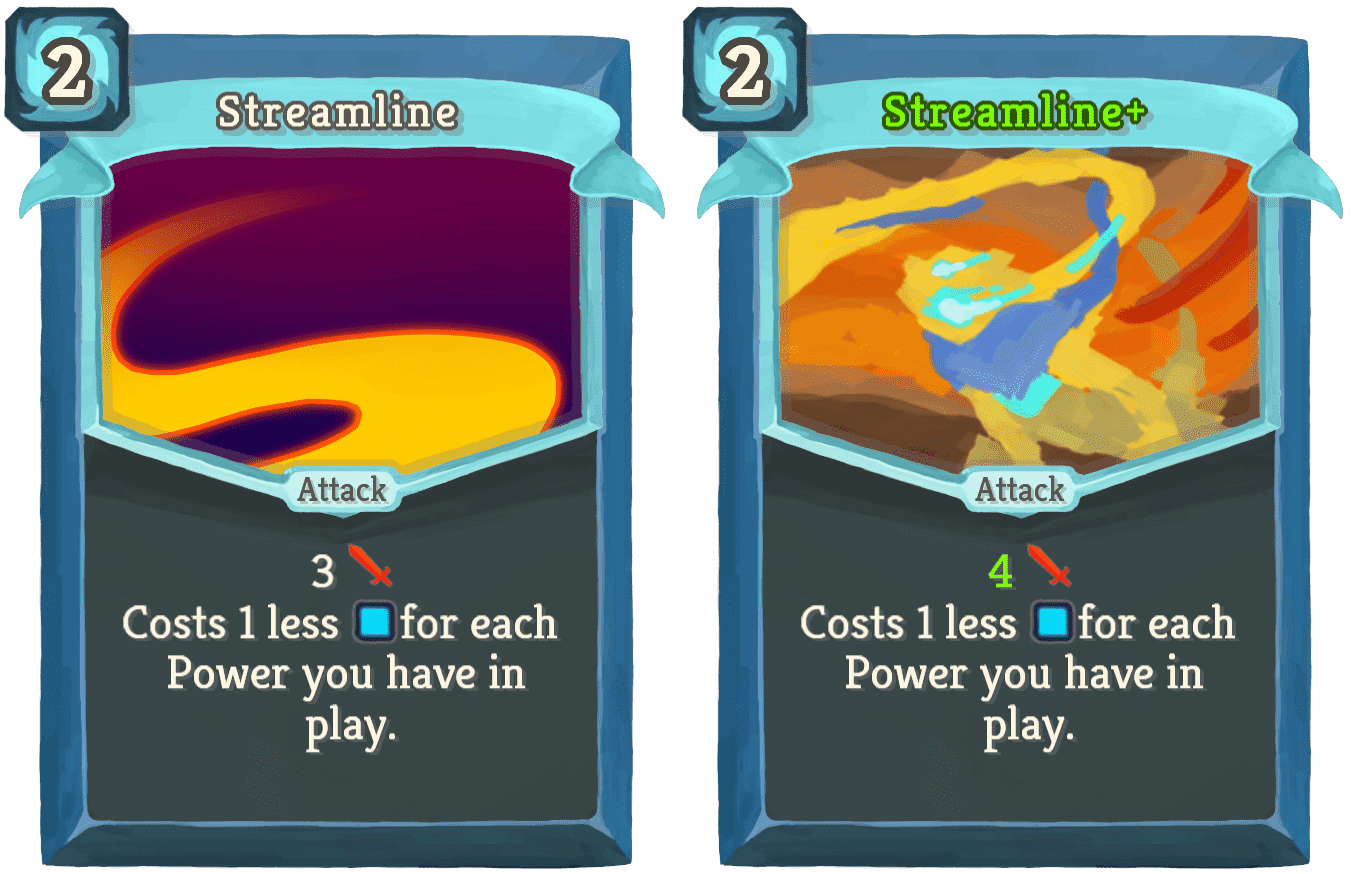 2
Streamline
Attack
3
Costs 1 less for each
Power you have in
play.
2
Streamline+
Attack
4
Costs 1 less for each
Power you have in
play.